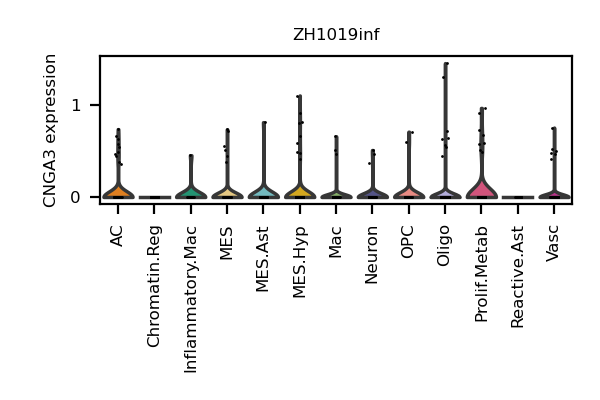 ZH1019inf
CNGA3 expression
1
0
AC
Chromatin.Reg
Inflammatory.Mac
MES
MES.Ast
MES.Hyp
Mac
Neuron
OPC
Oligo
Prolif.Metab
Reactive.Ast
Vasc